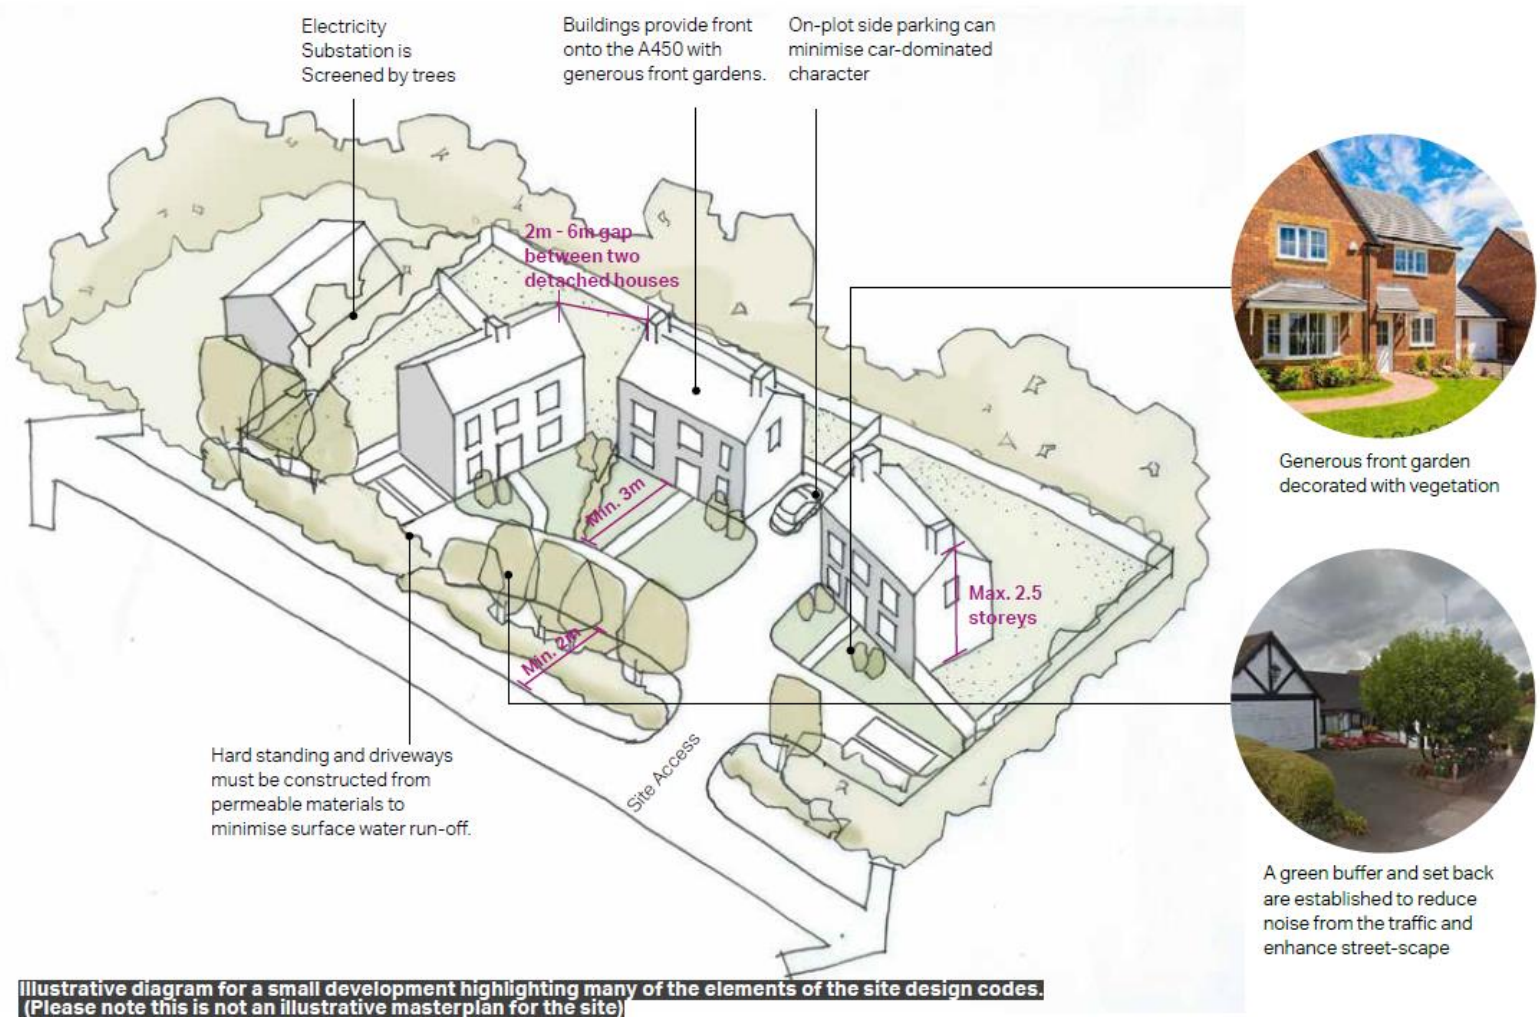 Electricity
Substation is
Screened by trees
Buildings provide front
onto the A450 with
generous front gardens.
On-plot side parking can
minimise car-dominated
character
2m - 6m gap
between two
detached houses
Min. 3m
Max. 2.5
storeys
Min. 2m
Site Access
Generous front garden
decorated with vegetation
Hard standing and driveways
must be constructed from
permeable materials to
minimise surface water run-off.
A green buffer and set back
are established to reduce
noise from the traffic and
enhance street-scape
Illustrative diagram for a small development highlighting many of the elements of the site design codes.
(Please note this is not an illustrative masterplan for the site)